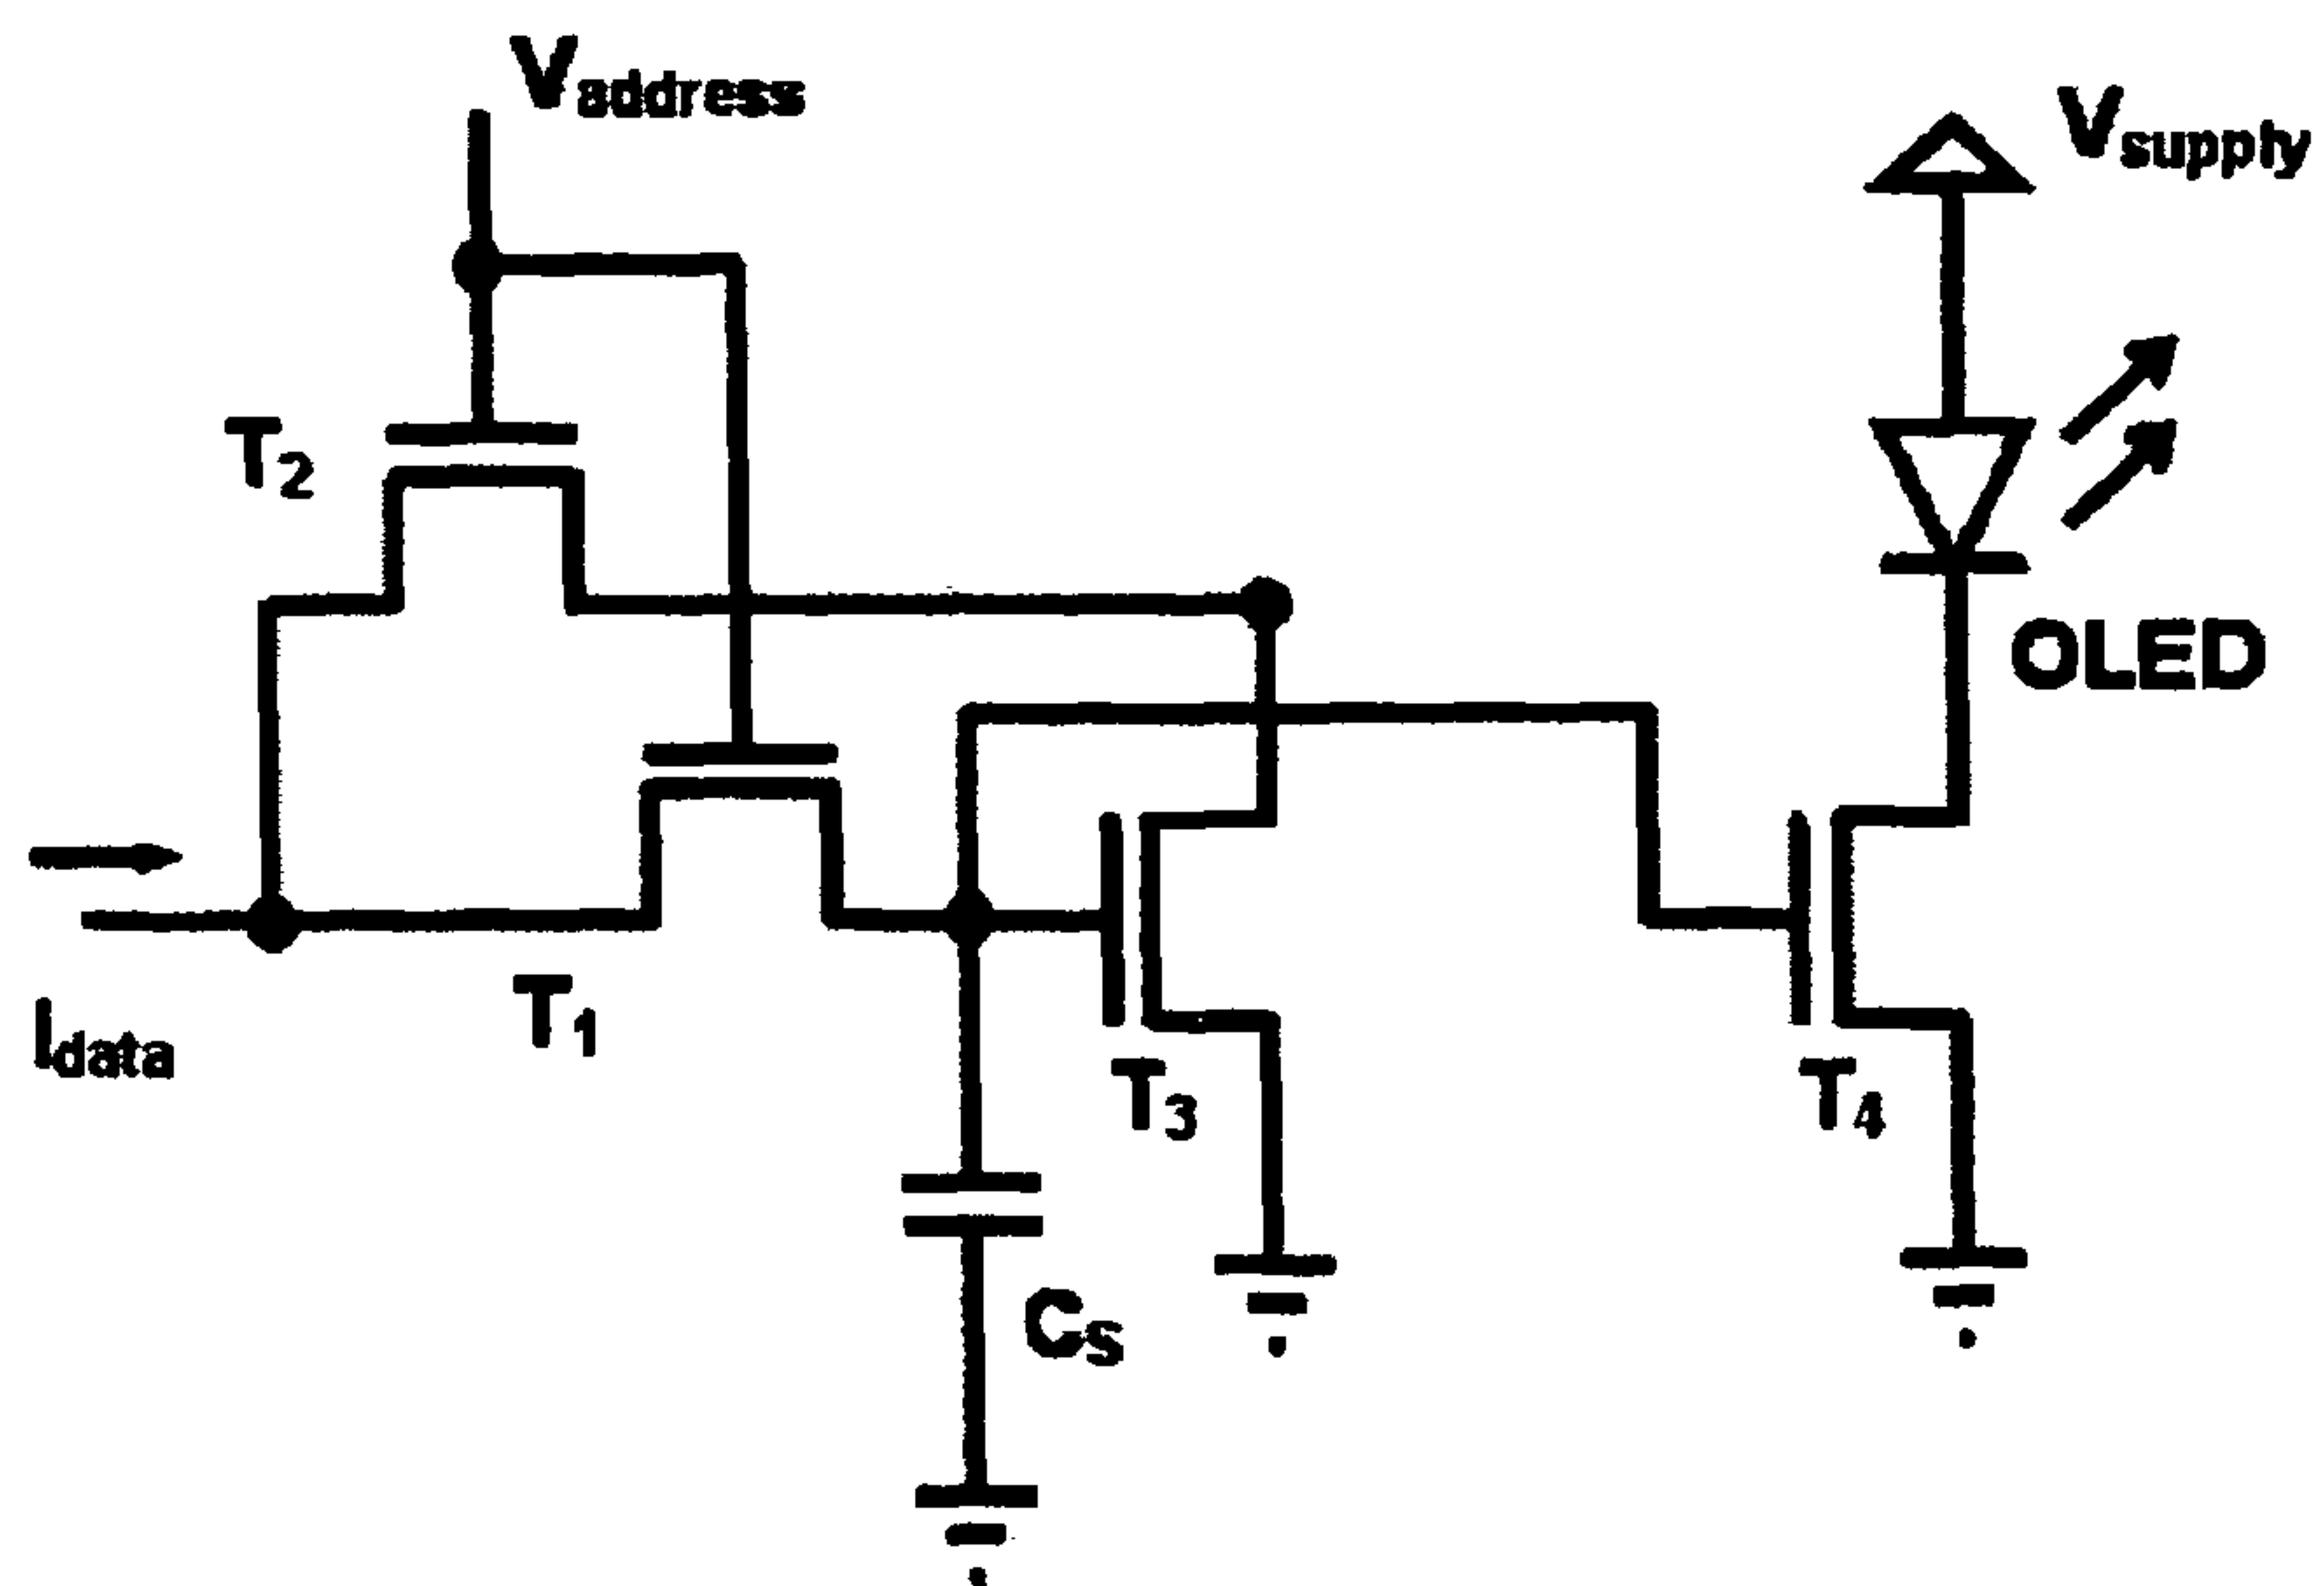 Vaddress
Vsupply
T2
OLED
T1
Idata
T3
T4
Cs